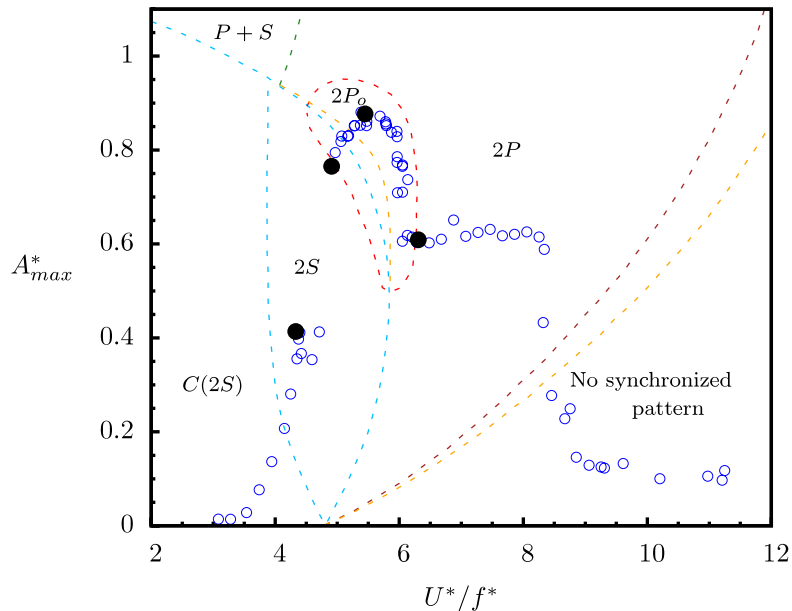 P + S
1
2P_o
0.8
2P
0.6
2S
A*_{max}
0.4
C(2S)
No synchronized
pattern
0.2
0
2 4 6 8 10 12
U*/f*